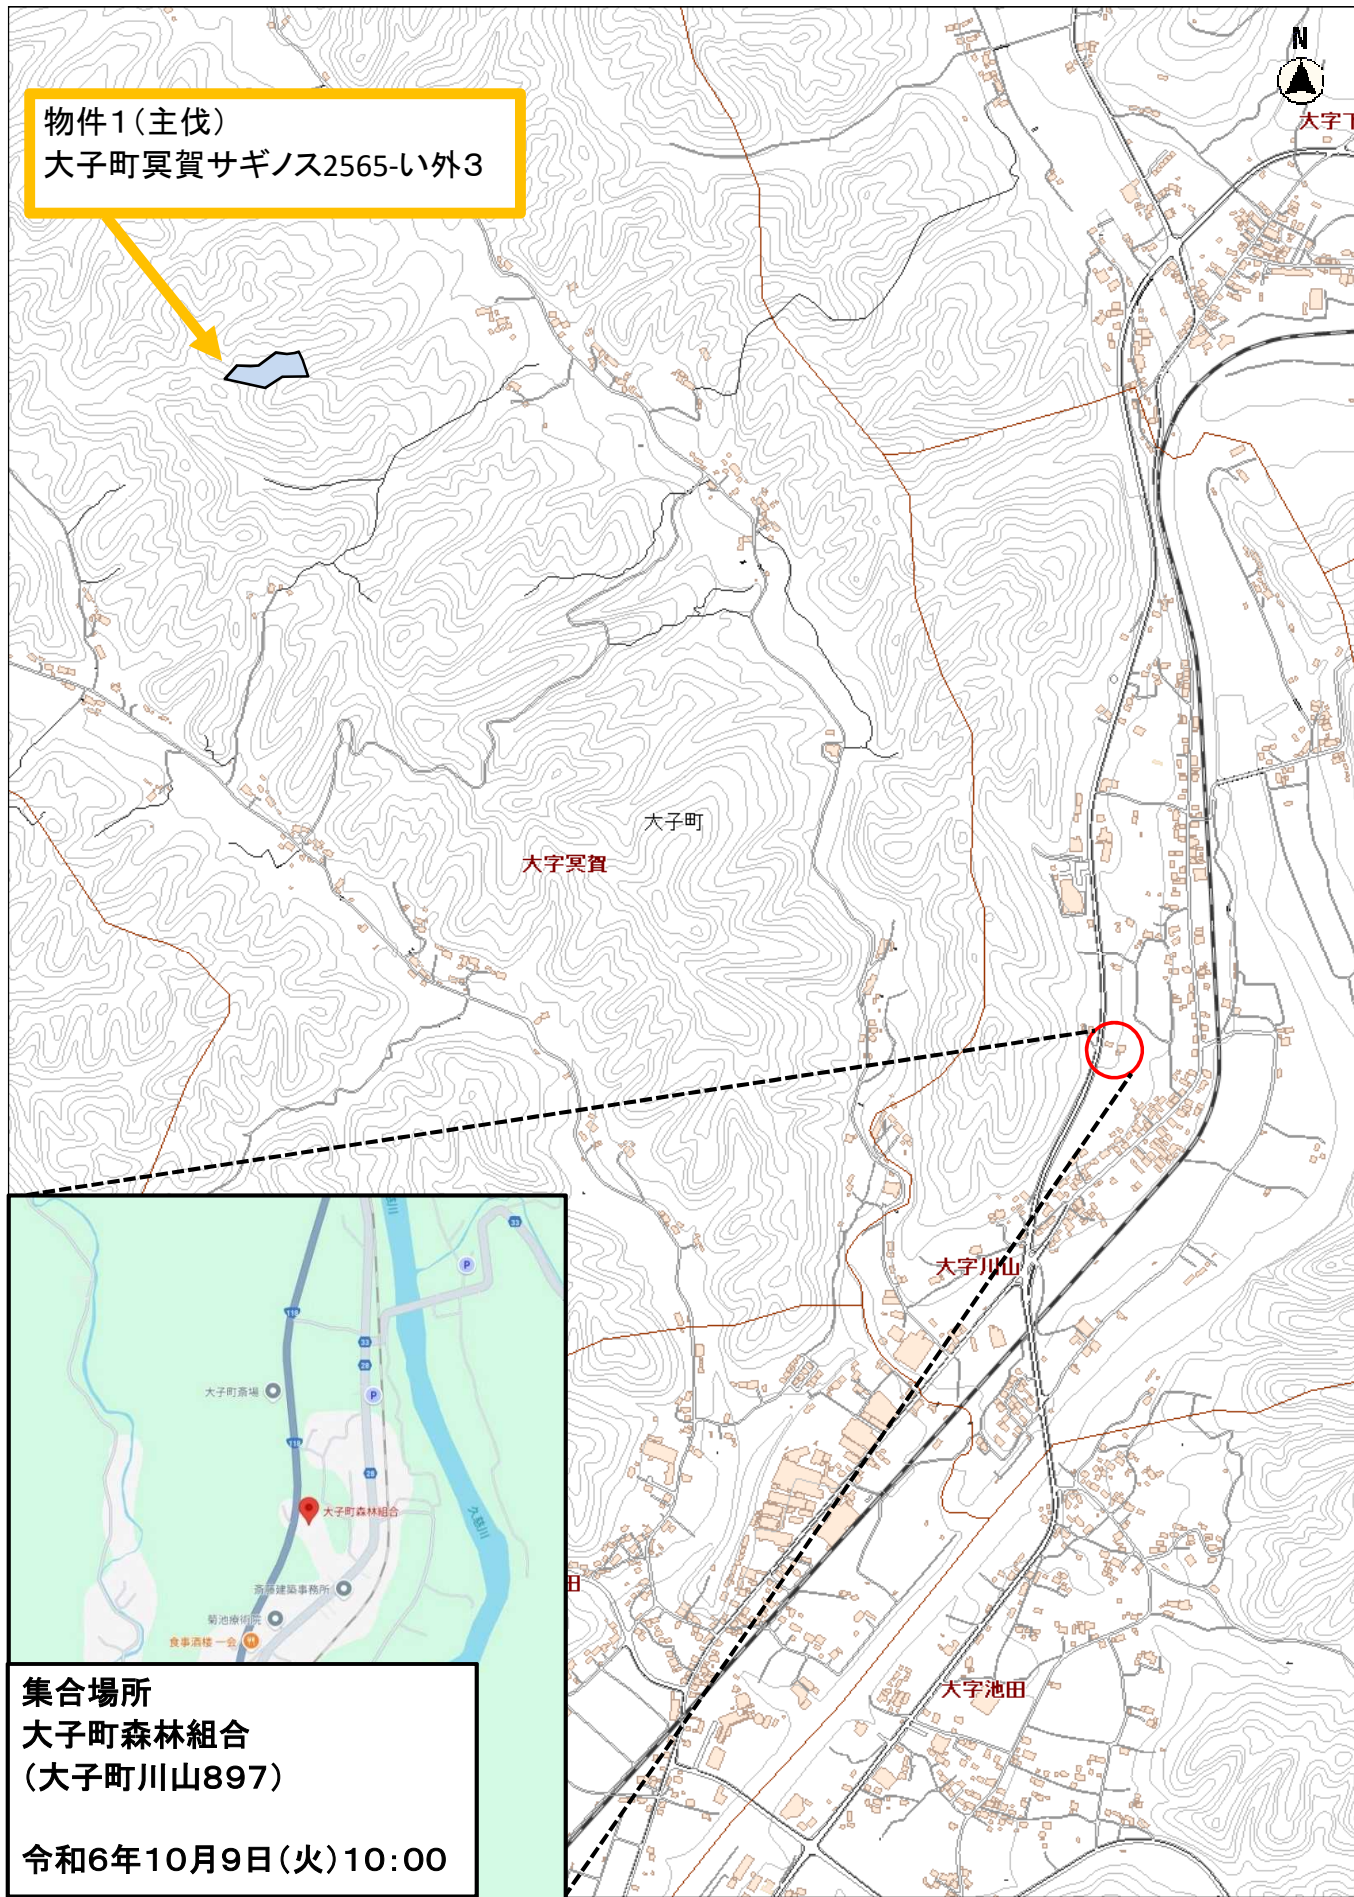 物件１（主伐）
大子町冥賀サギノス2565-い外３
N
大字下
大子町
大字冥賀
大字川山
大字池田
田
33
118
33
28
P
P
大子町斎場
118
28
大子町森林組合
久慈川
斎藤建築事務所
菊池療術院
食事酒楼 一会
集合場所
大子町森林組合
（大子町川山897）
令和6年10月9日（火）10：00